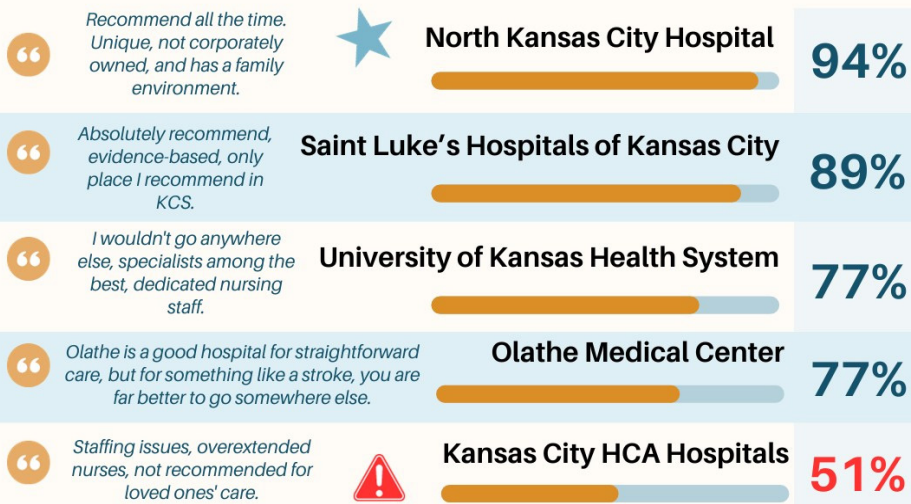 Recommend all the time.
Unique, not corporately
owned, and has a family
environment.
North Kansas City Hospital
94%
Absolutely recommend,
evidence-based, only
place I recommend in
KCS.
Saint Luke’s Hospitals of Kansas City
89%
I wouldn't go anywhere
else, specialists among the
best, dedicated nursing
staff.
University of Kansas Health System
77%
Olathe is a good hospital for straightforward
care, but for something like a stroke, you are
far better to go somewhere else.
Olathe Medical Center
77%
Staffing issues, overextended
nurses, not recommended for
loved ones' care.
Kansas City HCA Hospitals
51%